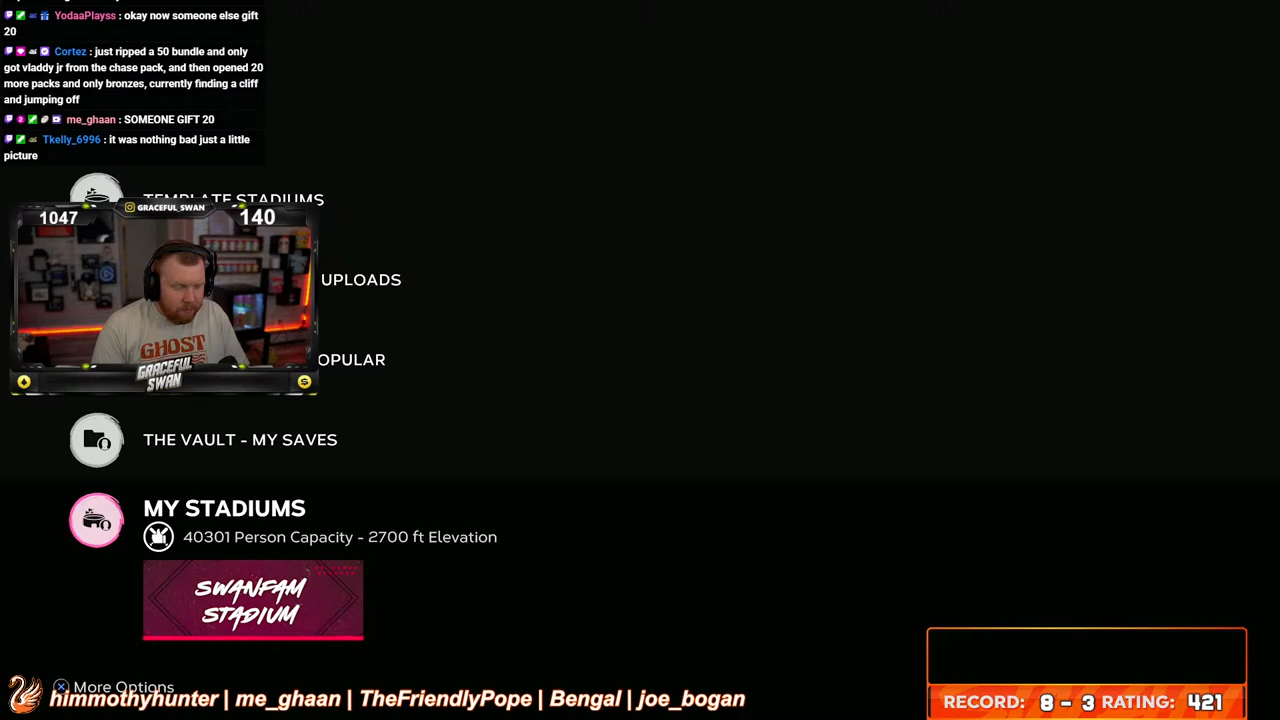 YodaaPlayss : okay now someone else gift
20
Cortez : just ripped a 50 bundle and only
got vladdy jr from the chase pack, and then opened 20
more packs and only bronzes, currently finding a cliff
and jumping off
me_ghaan : SOMEONE GIFT 20
Tkelly_6996 : it was nothing bad just a little
picture
TEMPLATE STADIUMS
1047
GRACEFUL_SWAN
140
UPLOADS
GHOST
OPULAR
GRACEFUL
SWAN
THE VAULT - MY SAVES
MY STADIUMS
40301 Person Capacity - 2700 ft Elevation
SWANFAM
STADIUM
More Options
himmothyhunter | me_ghaan | TheFriendlyPope | Bengal | joe_bogan
RECORD: 8 - 3 RATING: 421